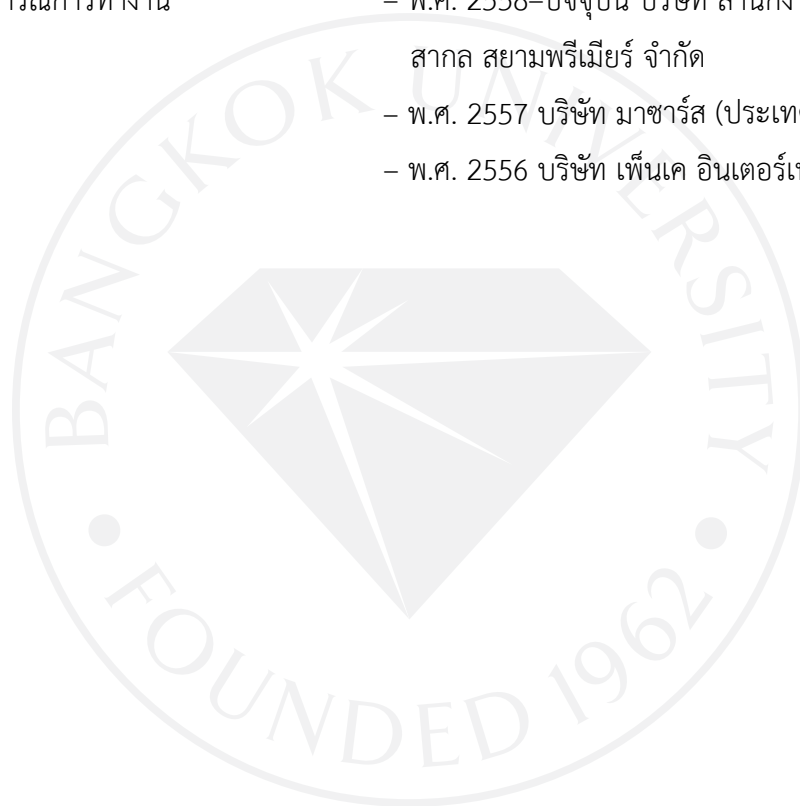 – พ.ศ. 2558–ปัจจุบัน บริษัท
สากล สยามพรีเมียร์ จำกัด
– พ.ศ. 2557 บริษัท มาซาร์ส
– พ.ศ. 2556 บริษัท เพ็นเค
BANGKOK UNIVERSITY
FOUNDED 1962